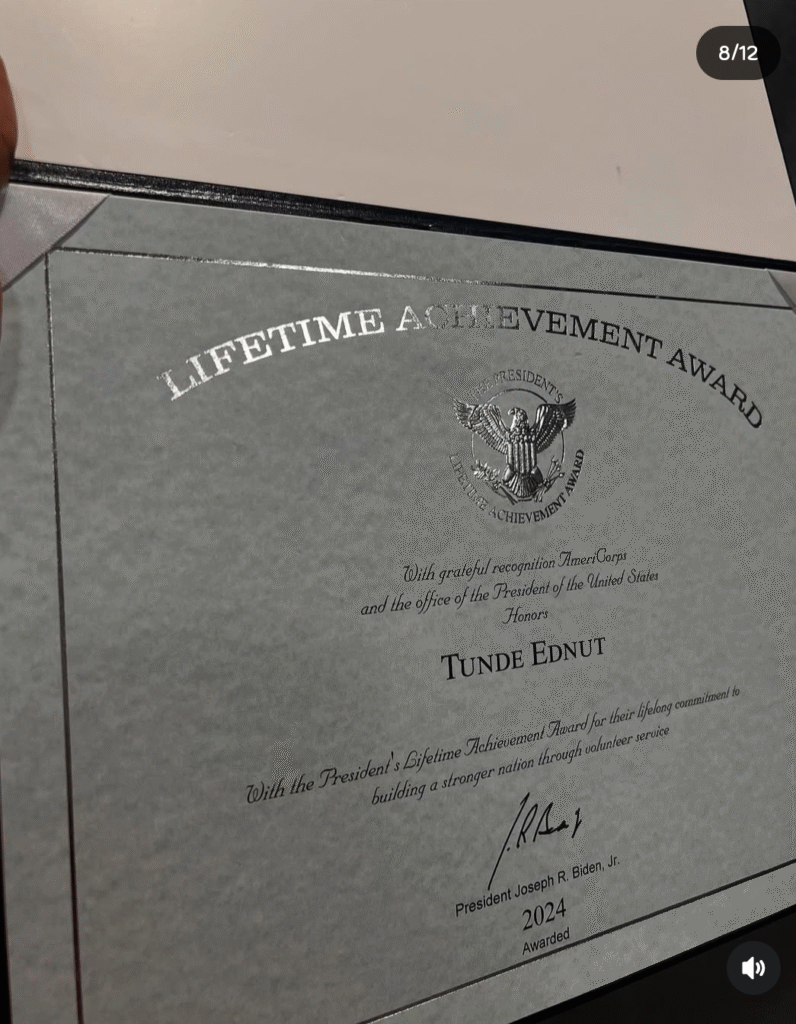 8/12
LIFETIME ACHIEVEMENT AWARD
THE PRESIDENT'S
LIFETIME ACHIEVEMENT AWARD
With grateful recognition AmeriCorps
and the office of the President of the United States
Honors
TUNDE EDNUT
With the President's Lifetime Achievement Award for their lifelong commitment to
building a stronger nation through volunteer service
President Joseph R. Biden, Jr.
2024
Awarded